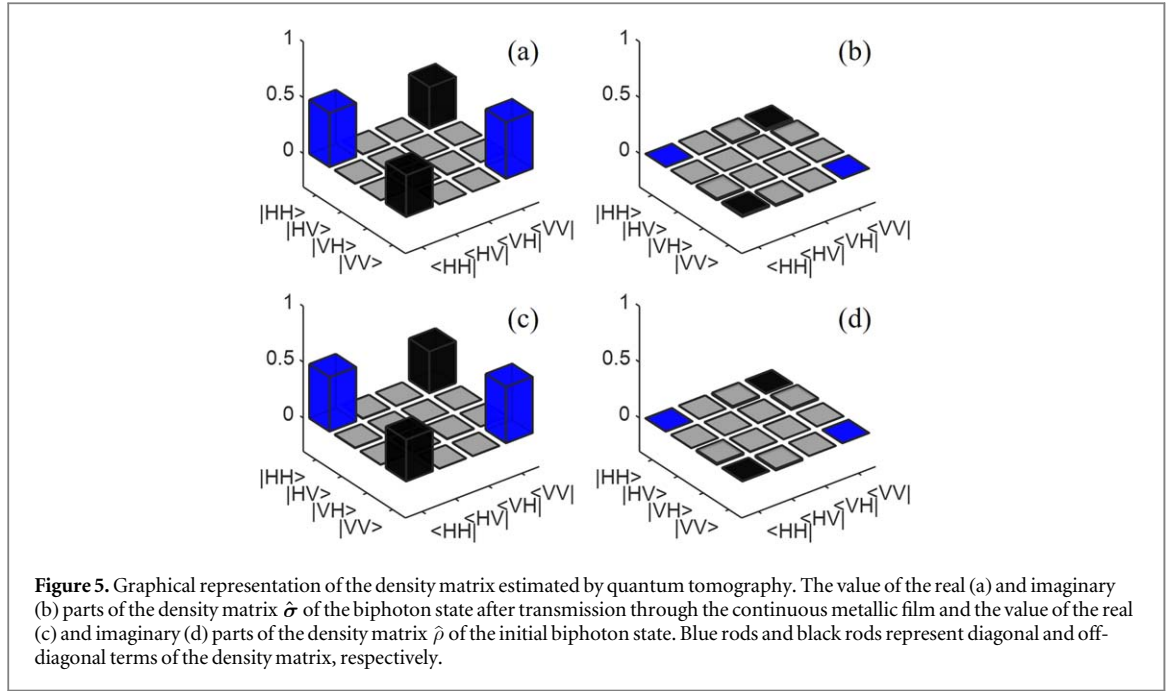 1
0.5
0
(a)
|HH>
|HV>
|VH>
|VV>
<HH|
<HV|
<VH|
<VV|
1
0.5
0
(b)
|HH>
|HV>
|VH>
|VV>
<HH|
<HV|
<VH|
<VV|
1
0.5
0
(c)
|HH>
|HV>
|VH>
|VV>
<HH|
<HV|
<VH|
<VV|
1
0.5
0
(d)
|HH>
|HV>
|VH>
|VV>
<HH|
<HV|
<VH|
<VV|
Figure 5. Graphical representation of the density matrix estimated by quantum tomography. The value of the real (a) and imaginary
(b) parts of the density matrix σ̂ of the biphoton state after transmission through the continuous metallic film and the value of the real
(c) and imaginary (d) parts of the density matrix ρ̂ of the initial biphoton state. Blue rods and black rods represent diagonal and off-
diagonal terms of the density matrix, respectively.